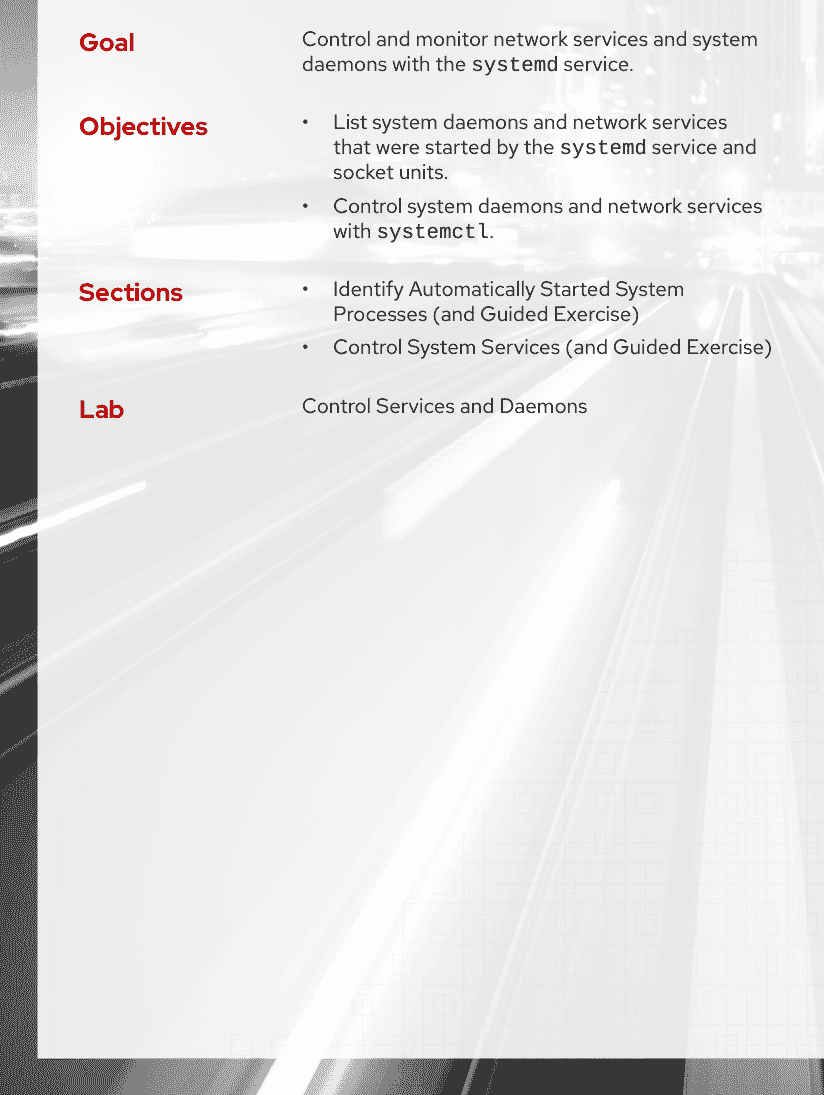 Goal
Control and monitor network services and system
daemons with the systemd service.
Objectives
• List system daemons and network services
that were started by the systemd service and
socket units.
• Control system daemons and network services
with systemctl.
Sections
• Identify Automatically Started System
Processes (and Guided Exercise)
• Control System Services (and Guided Exercise)
Lab
Control Services and Daemons